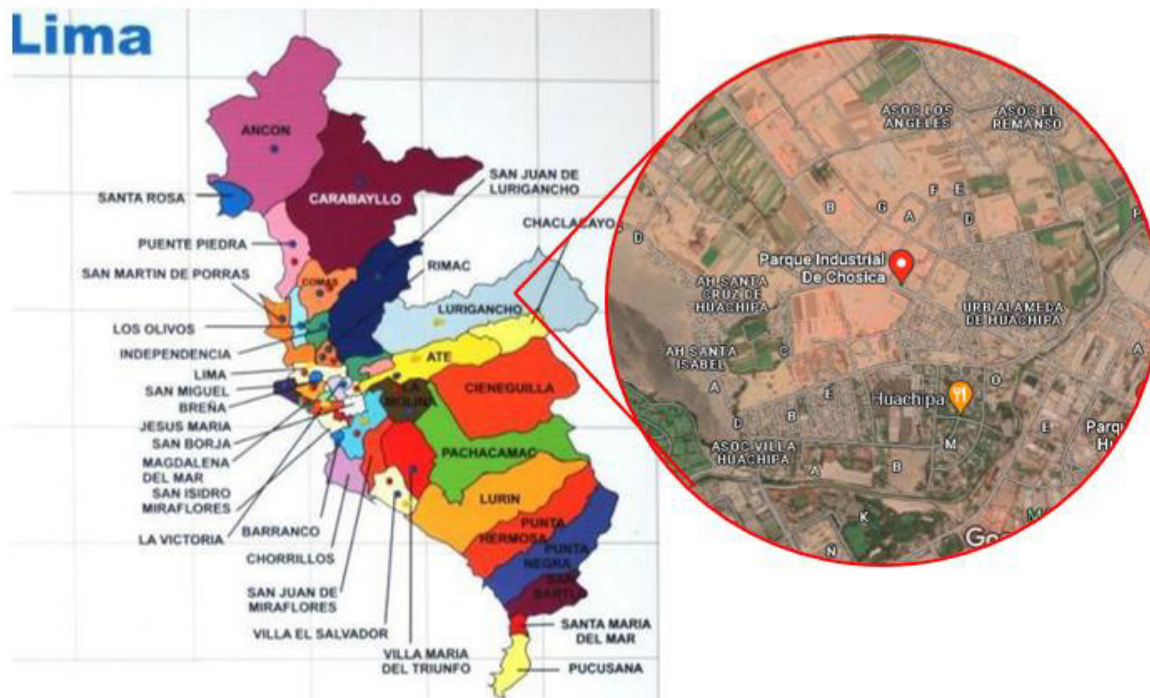 Lima
ANCON
SANTA ROSA
CARABAYLLO
SAN JUAN DE
LURIGANCHO
CHACLACAYO
PUENTE PIEDRA
RIMAC
SAN MARTIN DE PORRAS
COMAS
LURIGANCHO
LOS OLIVOS
INDEPENDENCIA
ATE
LIMA
CIENEGUILLA
SAN MIGUEL
LA
MOLINA
BREÑA
JESUS MARIA
SAN BORJA
PACHACAMAC
MAGDALENA
DEL MAR
SAN ISIDRO
MIRAFLORES
LURIN
BARRANCO
PUNTA
HERMOSA
LA VICTORIA
CHORRILLOS
PUNTA
NEGRA
SAN
SAN JUAN DE
MIRAFLORES
VILLA EL SALVADOR
SANTA MARIA
DEL MAR
VILLA MARIA
DEL TRIUNFO
PUCUSANA
ASOC LOS
ANGELES
ASOC EL
REMANSO
F
E
B
G
A
D
P
D
Parque Industrial
De Chosica
AH SANTA
CRUZ DE
HUACHIPA
URB ALAMEDA
DE HUACHIPA
AH SANTA
ISABEL
C
A
A
E
Huachipa
O
D
B
M
E
Parq
ASOC VILLA
HUACHIPA
A
B
K
M
N
Goo